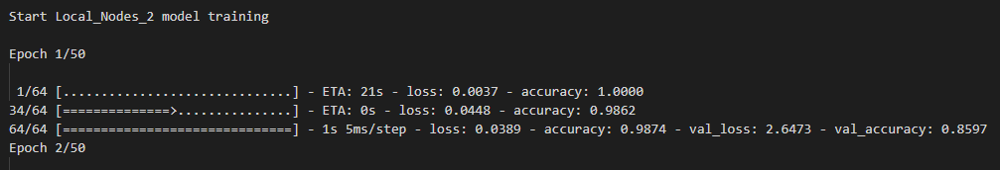 Start Local_Nodes_2 model training
Epoch 1/50
1/64 [..............................] - ETA: 21s - loss: 0.0037 - accuracy: 1.0000
34/64 [==============>...............] - ETA: 0s - loss: 0.0448 - accuracy: 0.9862
64/64 [==============================] - 1s 5ms/step - loss: 0.0389 - accuracy: 0.9874 - val_loss: 2.6473 - val_accuracy: 0.8597
Epoch 2/50